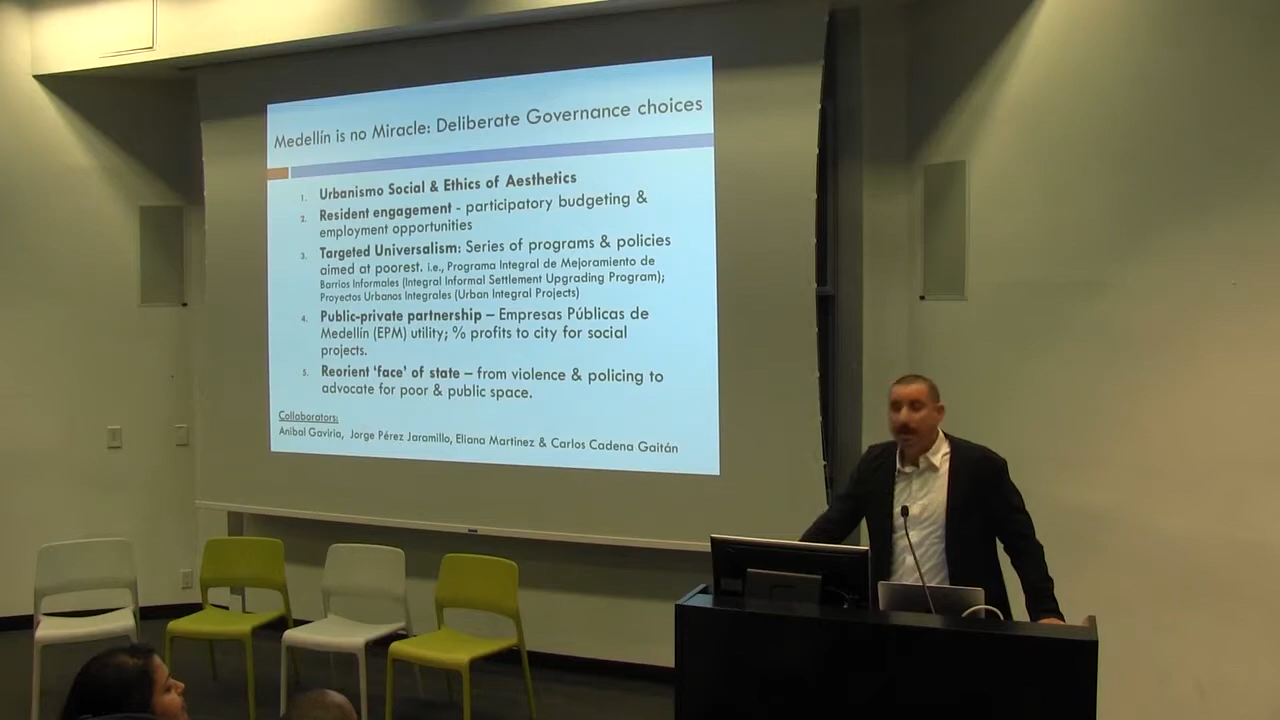 Medellín is no Miracle: Deliberate Governance choices
1. Urbanismo Social & Ethics of Aesthetics
2. Resident engagement - participatory budgeting &
employment opportunities
3. Targeted Universalism: Series of programs & policies
aimed at poorest. i.e., Programa Integral de Mejoramiento de
Barrios Informales (Integral Informal Settlement Upgrading Program);
Proyectos Urbanos Integrales (Urban Integral Projects)
4. Public-private partnership – Empresas Públicas de
Medellín (EPM) utility; % profits to city for social
projects.
5. Reorient ‘face’ of state – from violence & policing to
advocate for poor & public space.
Collaborators:
Anibal Gaviria, Jorge Pérez Jaramillo, Eliana Martinez & Carlos Cadena Gaitán